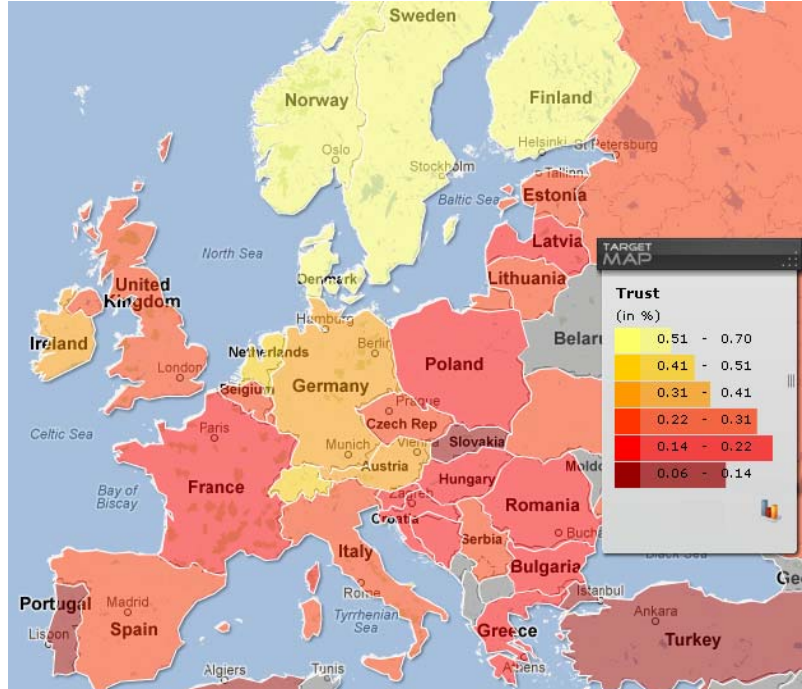 Sweden
Norway
Finland
Oslo
Helsinki
St Petersburg
Stockholm
Tallinn
Estonia
Baltic Sea
North Sea
Latvia
Denmark
Lithuania
United
Kingdom
Ireland
Hamburg
Belaru
Netherlands
Berlin
London
Poland
Belgium
Germany
Prague
Celtic Sea
Paris
Czech Rep
Munich
Vienna
Slovakia
Austria
Bay of
Biscay
France
Hungary
Moldo
Zagreb
Romania
Croatia
Italy
Serbia
Bucha
Black Sea
Bulgaria
Rome
Portugal
Madrid
Istanbul
Geo
Lisbon
Spain
Tyrrhenian
Sea
Ankara
Greece
Turkey
Athens
Algiers
Tunis
TARGET
MAP
Trust
(in %)
0.51 - 0.70
0.41 - 0.51
0.31 - 0.41
0.22 - 0.31
0.14 - 0.22
0.06 - 0.14